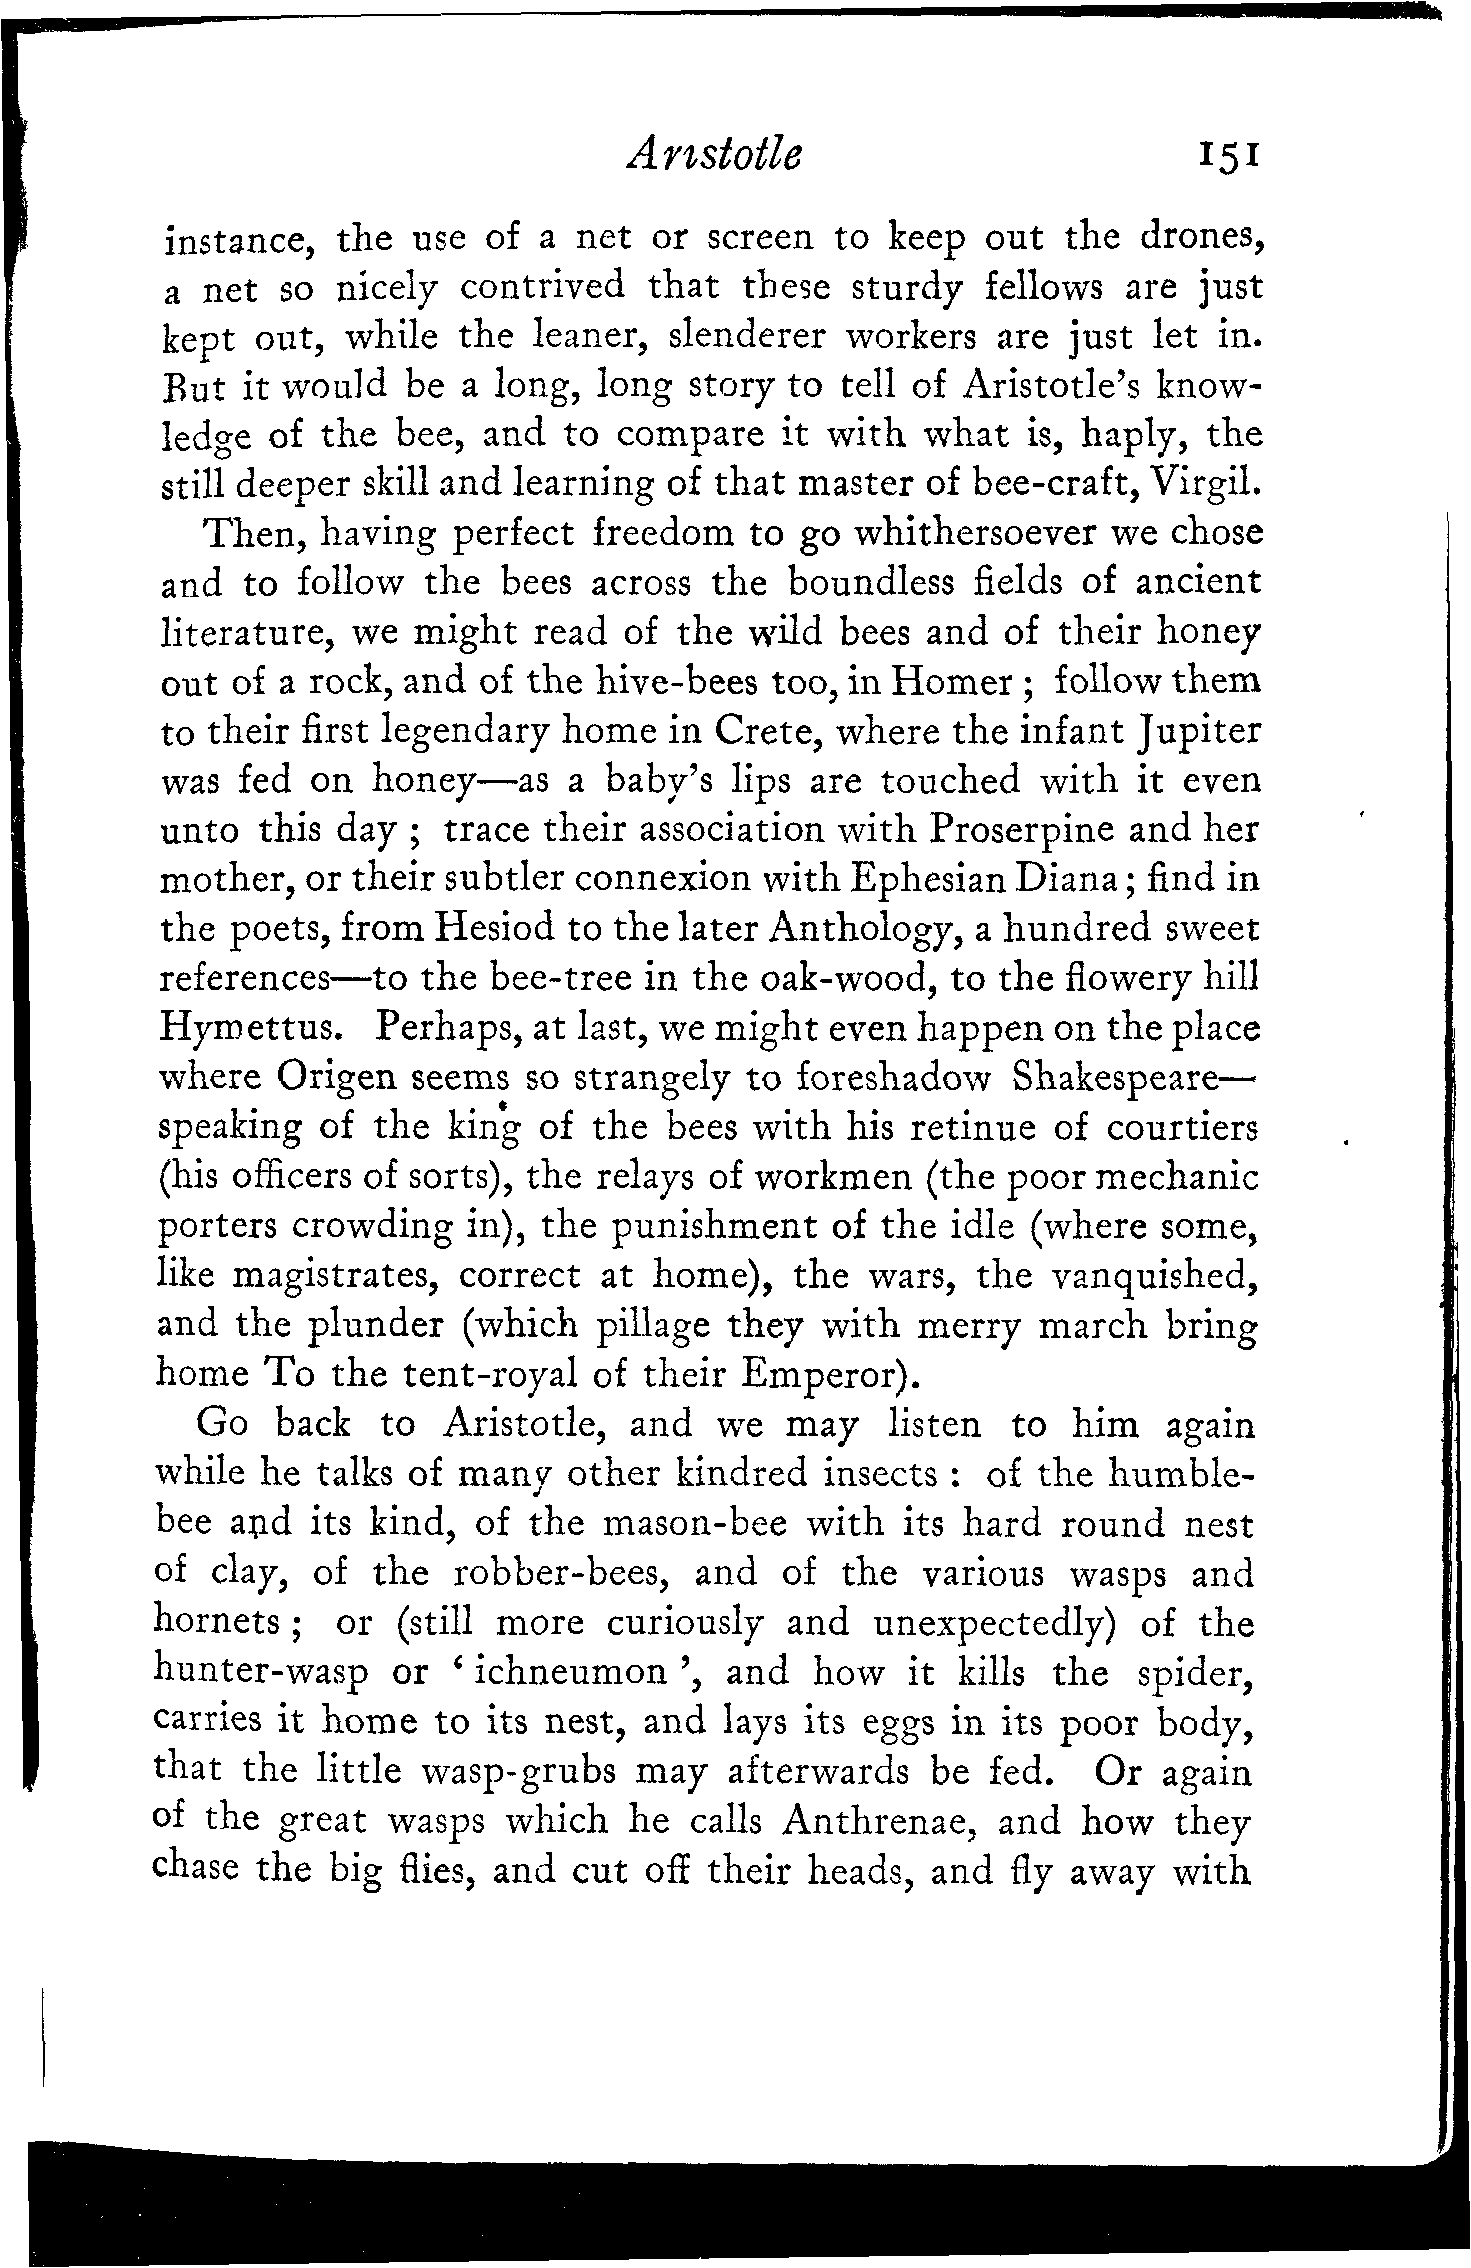 Aristotle 151
instance, the use of a net or screen to keep out the drones,
a net so nicely contrived that these sturdy fellows are just
kept out, while the leaner, slenderer workers are just let in.
But it would be a long, long story to tell of Aristotle's know-
ledge of the bee, and to compare it with what is, haply, the
still deeper skill and learning of that master of bee-craft, Virgil.
Then, having perfect freedom to go whithersoever we chose
and to follow the bees across the boundless fields of ancient
literature, we might read of the wild bees and of their honey
out of a rock, and of the hive-bees too, in Homer ; follow them
to their first legendary home in Crete, where the infant Jupiter
was fed on honey—as a baby's lips are touched with it even
unto this day ; trace their association with Proserpine and her
mother, or their subtler connexion with Ephesian Diana ; find in
the poets, from Hesiod to the later Anthology, a hundred sweet
references—to the bee-tree in the oak-wood, to the flowery hill
Hymettus. Perhaps, at last, we might even happen on the place
where Origen seems so strangely to foreshadow Shakespeare—
speaking of the king of the bees with his retinue of courtiers
(his officers of sorts), the relays of workmen (the poor mechanic
porters crowding in), the punishment of the idle (where some,
like magistrates, correct at home), the wars, the vanquished,
and the plunder (which pillage they with merry march bring
home To the tent-royal of their Emperor).
Go back to Aristotle, and we may listen to him again
while he talks of many other kindred insects : of the humble-
bee and its kind, of the mason-bee with its hard round nest
of clay, of the robber-bees, and of the various wasps and
hornets ; or (still more curiously and unexpectedly) of the
hunter-wasp or ‘ ichneumon ’, and how it kills the spider,
carries it home to its nest, and lays its eggs in its poor body,
that the little wasp-grubs may afterwards be fed. Or again
of the great wasps which he calls Anthrenae, and how they
chase the big flies, and cut off their heads, and fly away with